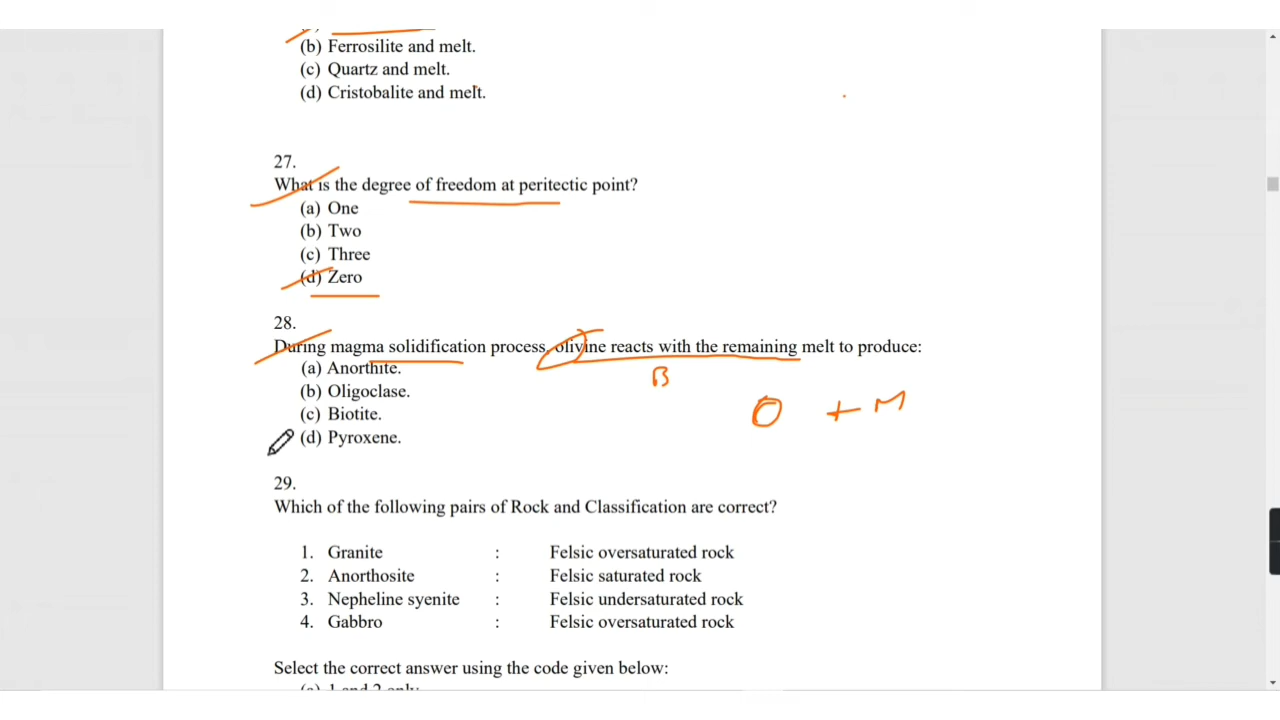 (b) Ferrosilite and melt.
(c) Quartz and melt.
(d) Cristobalite and melt.
27.
What is the degree of freedom at peritectic point?
(a) One
(b) Two
(c) Three
(d) Zero
28.
During magma solidification process, olivine reacts with the remaining melt to produce:
(a) Anorthite.
B
(b) Oligoclase.
O + M
(c) Biotite.
(d) Pyroxene.
29.
Which of the following pairs of Rock and Classification are correct?
1. Granite : Felsic oversaturated rock
2. Anorthosite : Felsic saturated rock
3. Nepheline syenite : Felsic undersaturated rock
4. Gabbro : Felsic oversaturated rock
Select the correct answer using the code given below: